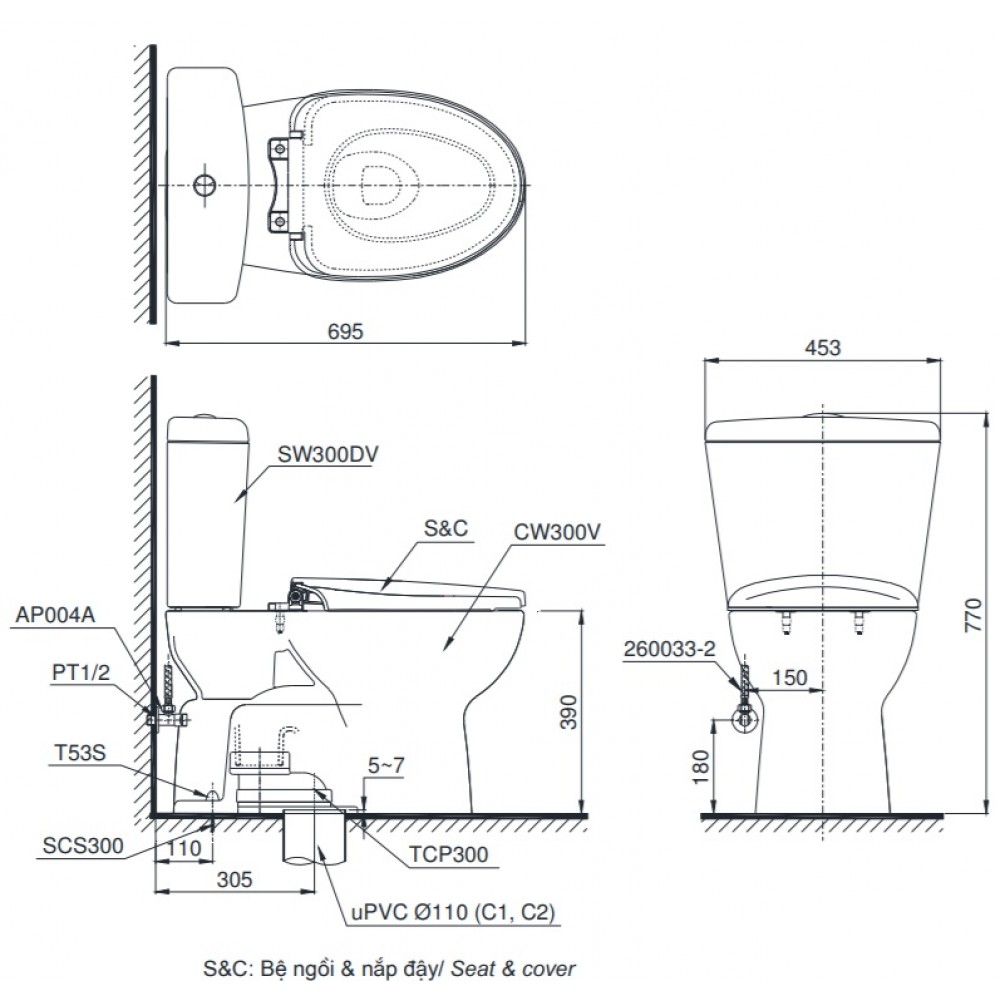 695
453
SW300DV
S&C
CW300V
AP004A
PT1/2
T53S
SCS300
110
305
5~7
390
TCP300
uPVC Ø110 (C1, C2)
260033-2
150
180
770
S&C: Bệ ngồi & nắp đậy/ Seat & cover